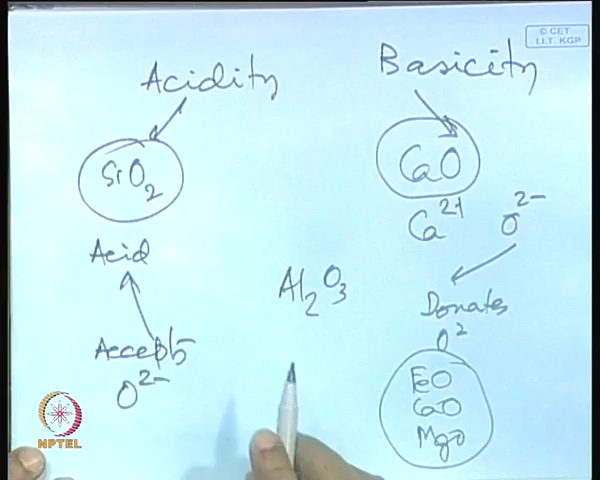 © CET
I.I.T. KGP
Acidity
Basicity
SiO2
CaO
Ca2+ O2-
Acid
Al2O3
Donates
O2
Accepts
O2-
FeO
CaO
MgO
NPTEL